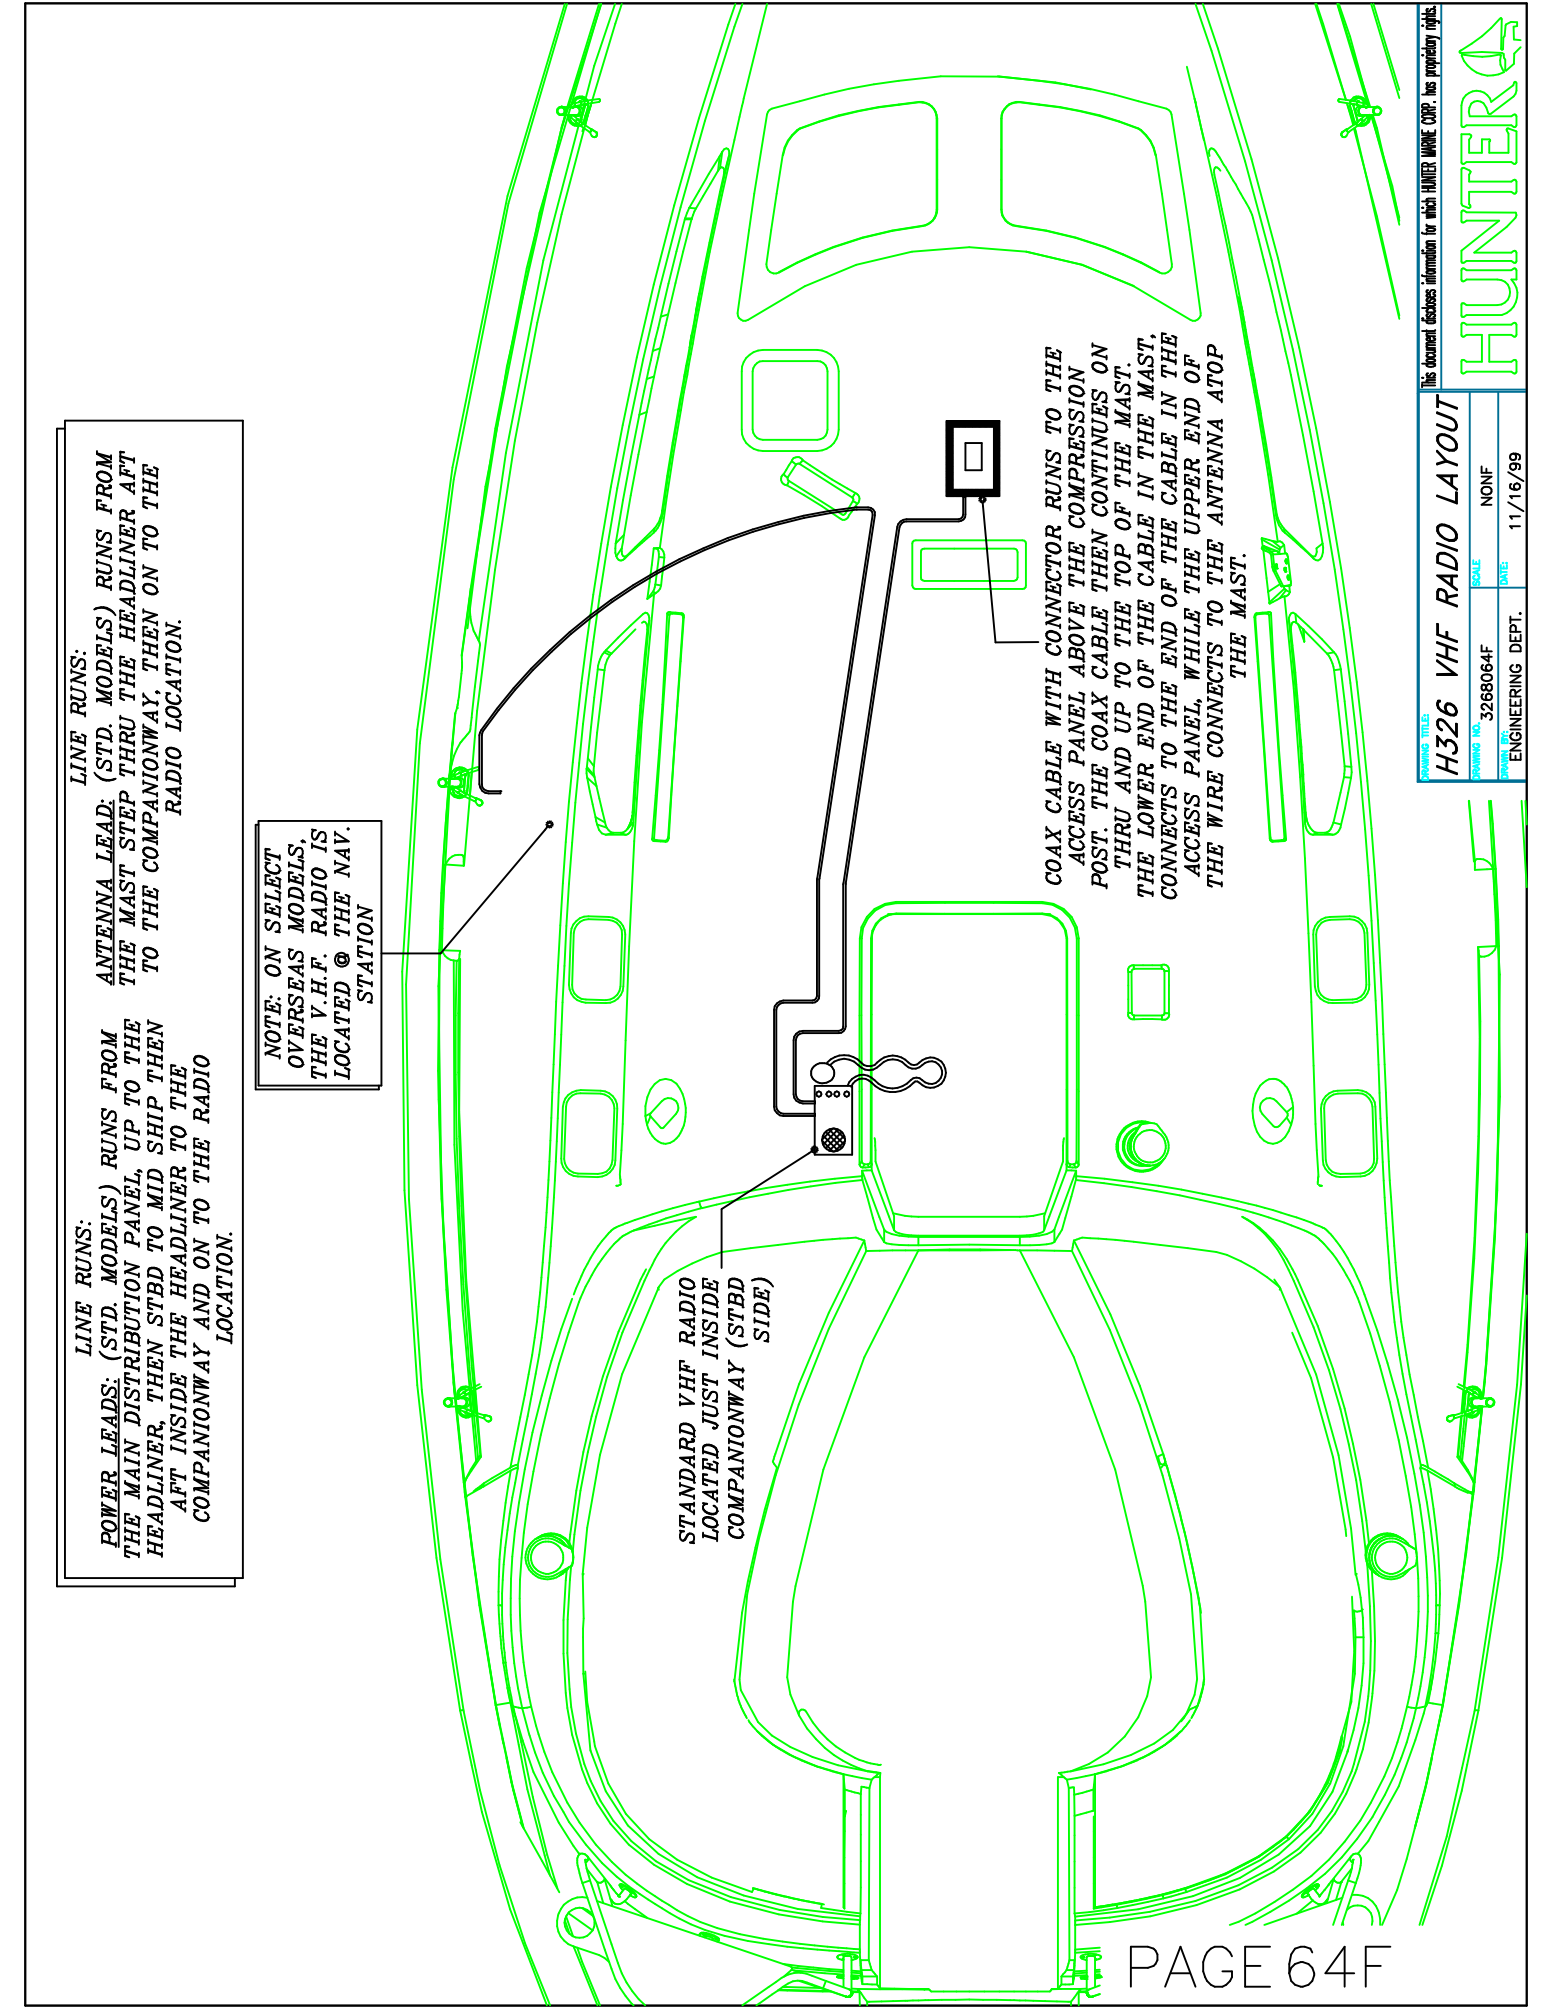 LINE RUNS:
POWER LEADS: (STD. MODELS) RUNS FROM
THE MAIN DISTRIBUTION PANEL, UP TO THE
HEADLINER, THEN STBD TO MID SHIP THEN
AFT INSIDE THE HEADLINER TO THE
COMPANIONWAY AND ON TO THE RADIO
LOCATION.
LINE RUNS:
ANTENNA LEAD: (STD. MODELS) RUNS FROM
THE MAST STEP THRU THE HEADLINER AFT
TO THE COMPANIONWAY, THEN ON TO THE
RADIO LOCATION.
NOTE: ON SELECT
OVERSEAS MODELS,
THE V.H.F. RADIO IS
LOCATED @ THE NAV.
STATION
STANDARD VHF RADIO
LOCATED JUST INSIDE
COMPANIONWAY (STBD
SIDE)
COAX CABLE WITH CONNECTOR RUNS TO THE
ACCESS PANEL ABOVE THE COMPRESSION
POST. THE COAX CABLE THEN CONTINUES ON
THRU AND UP TO THE TOP OF THE MAST.
THE LOWER END OF THE CABLE IN THE MAST,
CONNECTS TO THE END OF THE CABLE IN THE
ACCESS PANEL, WHILE THE UPPER END OF
THE WIRE CONNECTS TO THE ANTENNA ATOP
THE MAST.
DRAWING TITLE:
H326 VHF RADIO LAYOUT
DRAWING NO.
3268064F
SCALE
NONF
DRAWN BY:
ENGINEERING DEPT.
DATE:
11/16/99
This document discloses information for which HUNTER MARINE CORP. has proprietary rights.
HUNTER
PAGE 64F